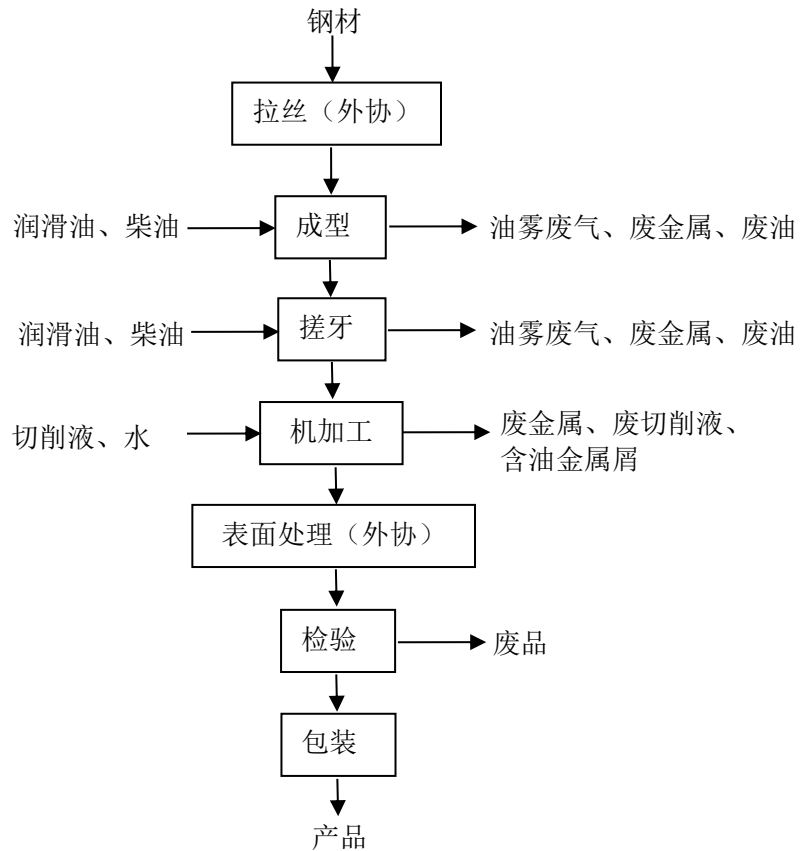 钢材
拉丝（外协）
润滑油、柴油
成型
油雾废气、废金属、废油
润滑油、柴油
搓牙
油雾废气、废金属、废油
切削液、水
机加工
废金属、废切削液、
含油金属屑
表面处理（外协）
检验
废品
包装
产品